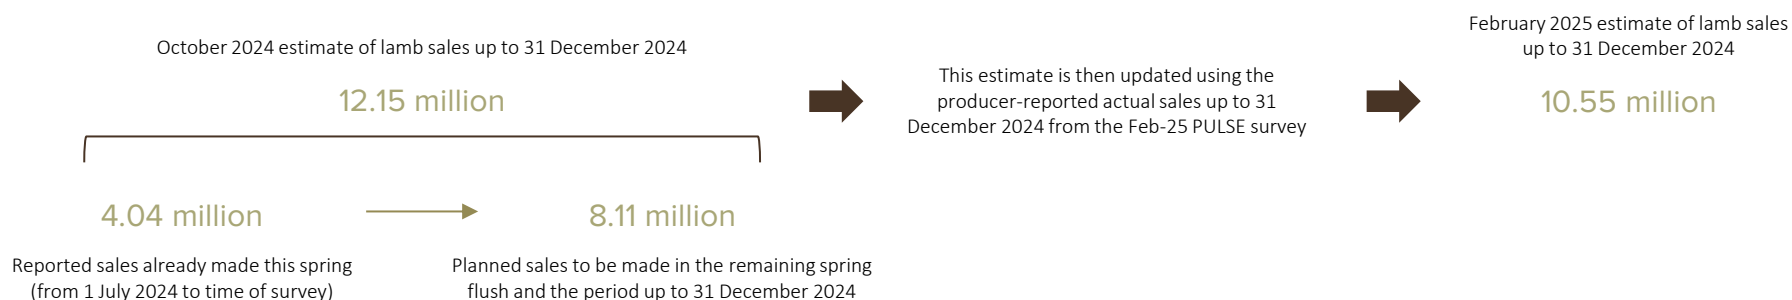 October 2024 estimate of lamb sales up to 31 December 2024
12.15 million
4.04 million
Reported sales already made this spring
(from 1 July 2024 to time of survey)
8.11 million
Planned sales to be made in the remaining spring
flush and the period up to 31 December 2024
This estimate is then updated using the
producer-reported actual sales up to 31
December 2024 from the Feb-25 PULSE survey
February 2025 estimate of lamb sales
up to 31 December 2024
10.55 million